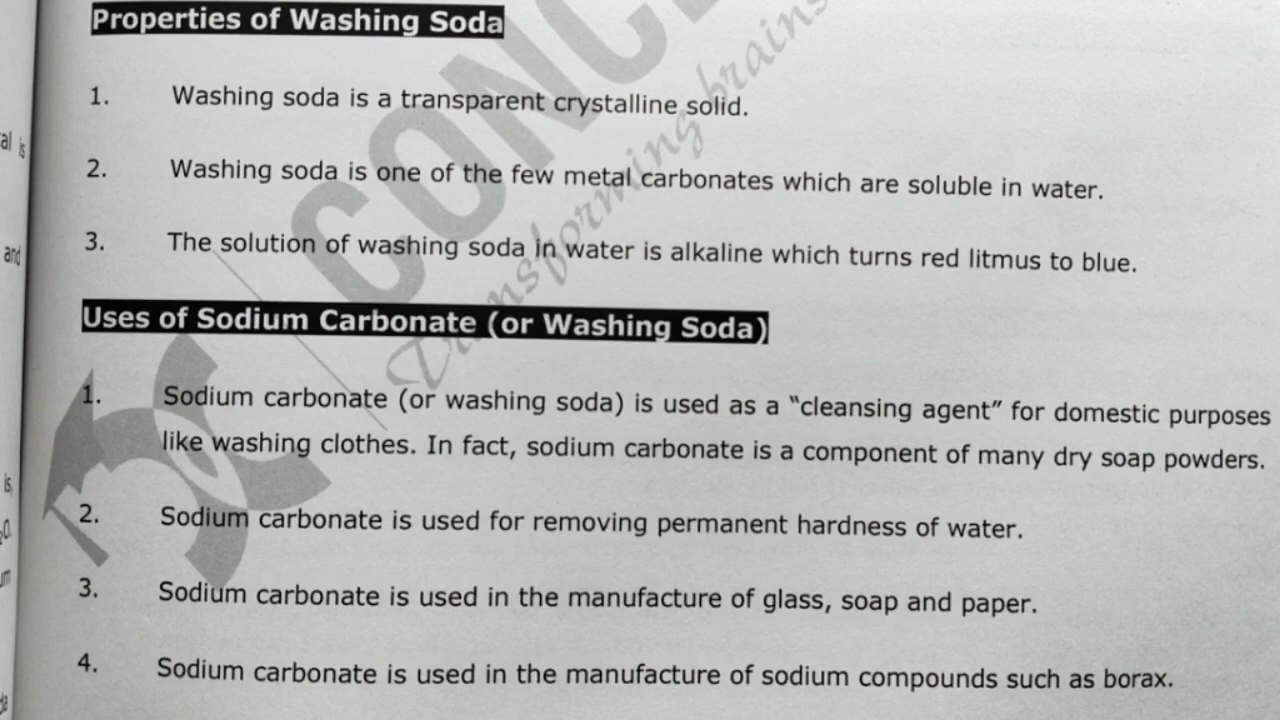 Properties of Washing Soda
1. Washing soda is a transparent crystalline solid.
2. Washing soda is one of the few metal carbonates which are soluble in water.
3. The solution of washing soda in water is alkaline which turns red litmus to blue.
Uses of Sodium Carbonate (or Washing Soda)
1. Sodium carbonate (or washing soda) is used as a “cleansing agent” for domestic purposes
like washing clothes. In fact, sodium carbonate is a component of many dry soap powders.
2. Sodium carbonate is used for removing permanent hardness of water.
3. Sodium carbonate is used in the manufacture of glass, soap and paper.
4. Sodium carbonate is used in the manufacture of sodium compounds such as borax.
Transforming brains
is
and
is,